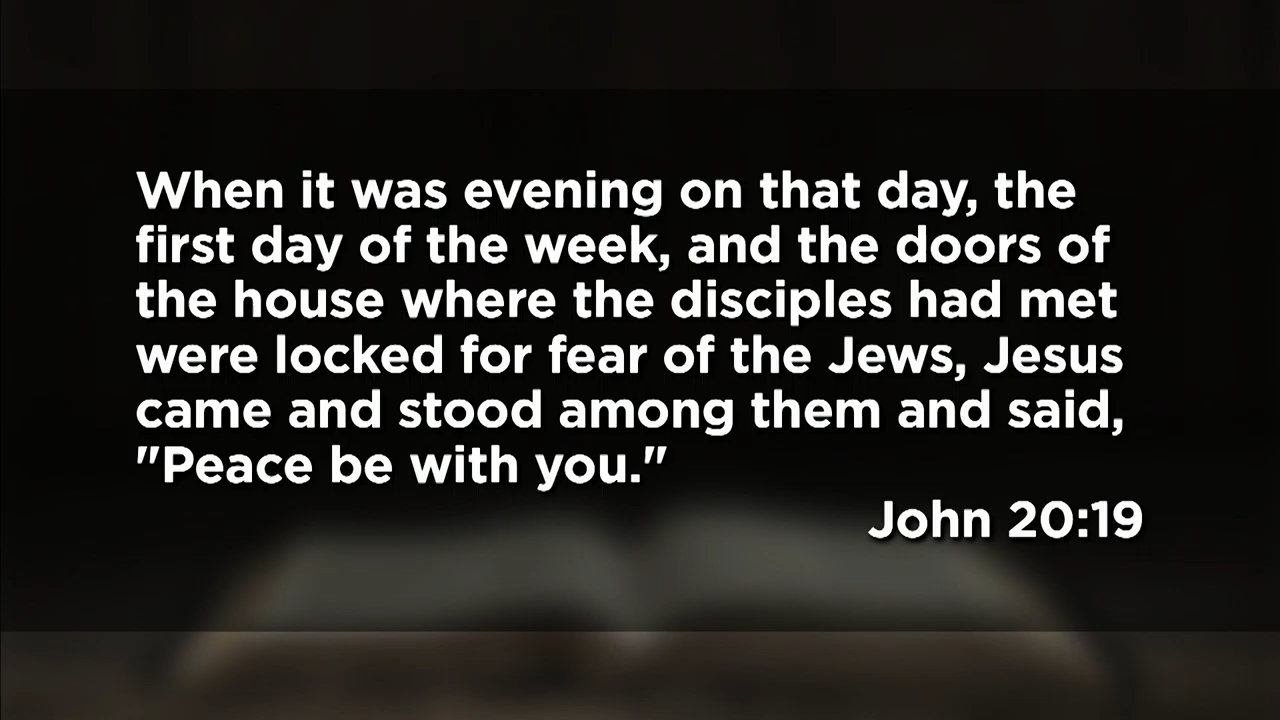 When it was evening on that day, the
first day of the week, and the doors of
the house where the disciples had met
were locked for fear of the Jews, Jesus
came and stood among them and said,
"Peace be with you."
John 20:19